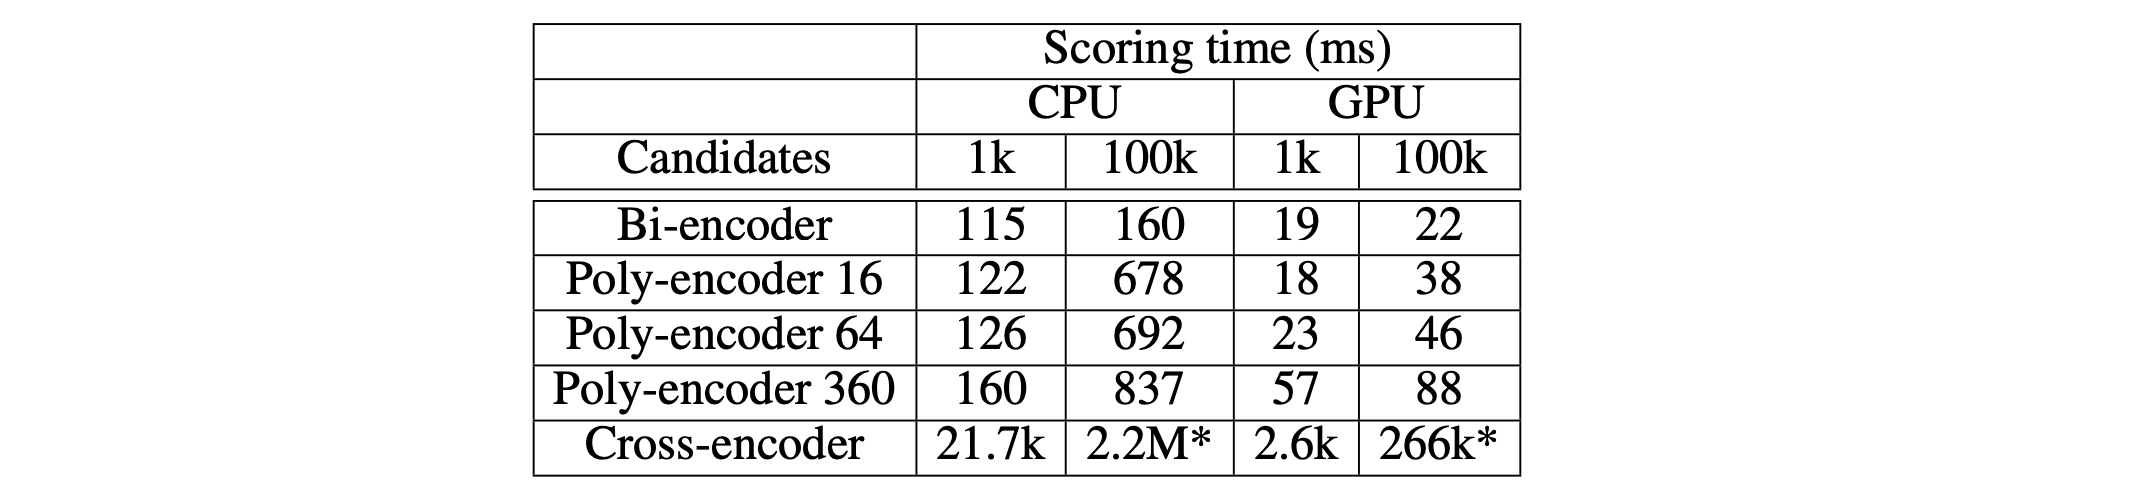 Scoring time (ms)
CPU GPU
Candidates 1k 100k 1k 100k
Bi-encoder 115 160 19 22
Poly-encoder 16 122 678 18 38
Poly-encoder 64 126 692 23 46
Poly-encoder 360 160 837 57 88
Cross-encoder 21.7k 2.2M* 2.6k 266k*